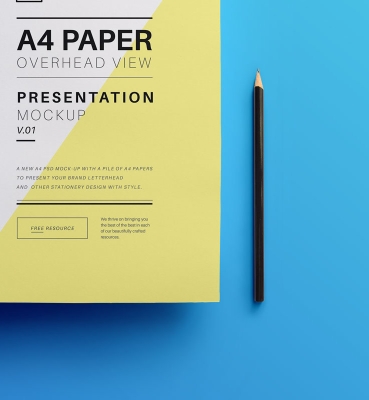 A4 PAPER
OVERHEAD VIEW
PRESENTATION
MOCKUP
V.01
A NEW A4 PSD MOCK-UP WITH A PILE OF A4 PAPERS
TO PRESENT YOUR BRAND LETTERHEAD
AND OTHER STATIONERY DESIGN WITH STYLE.
FREE RESOURCE
We thrive on bringing you
the best of the best in each
of our beautifully crafted
resources.